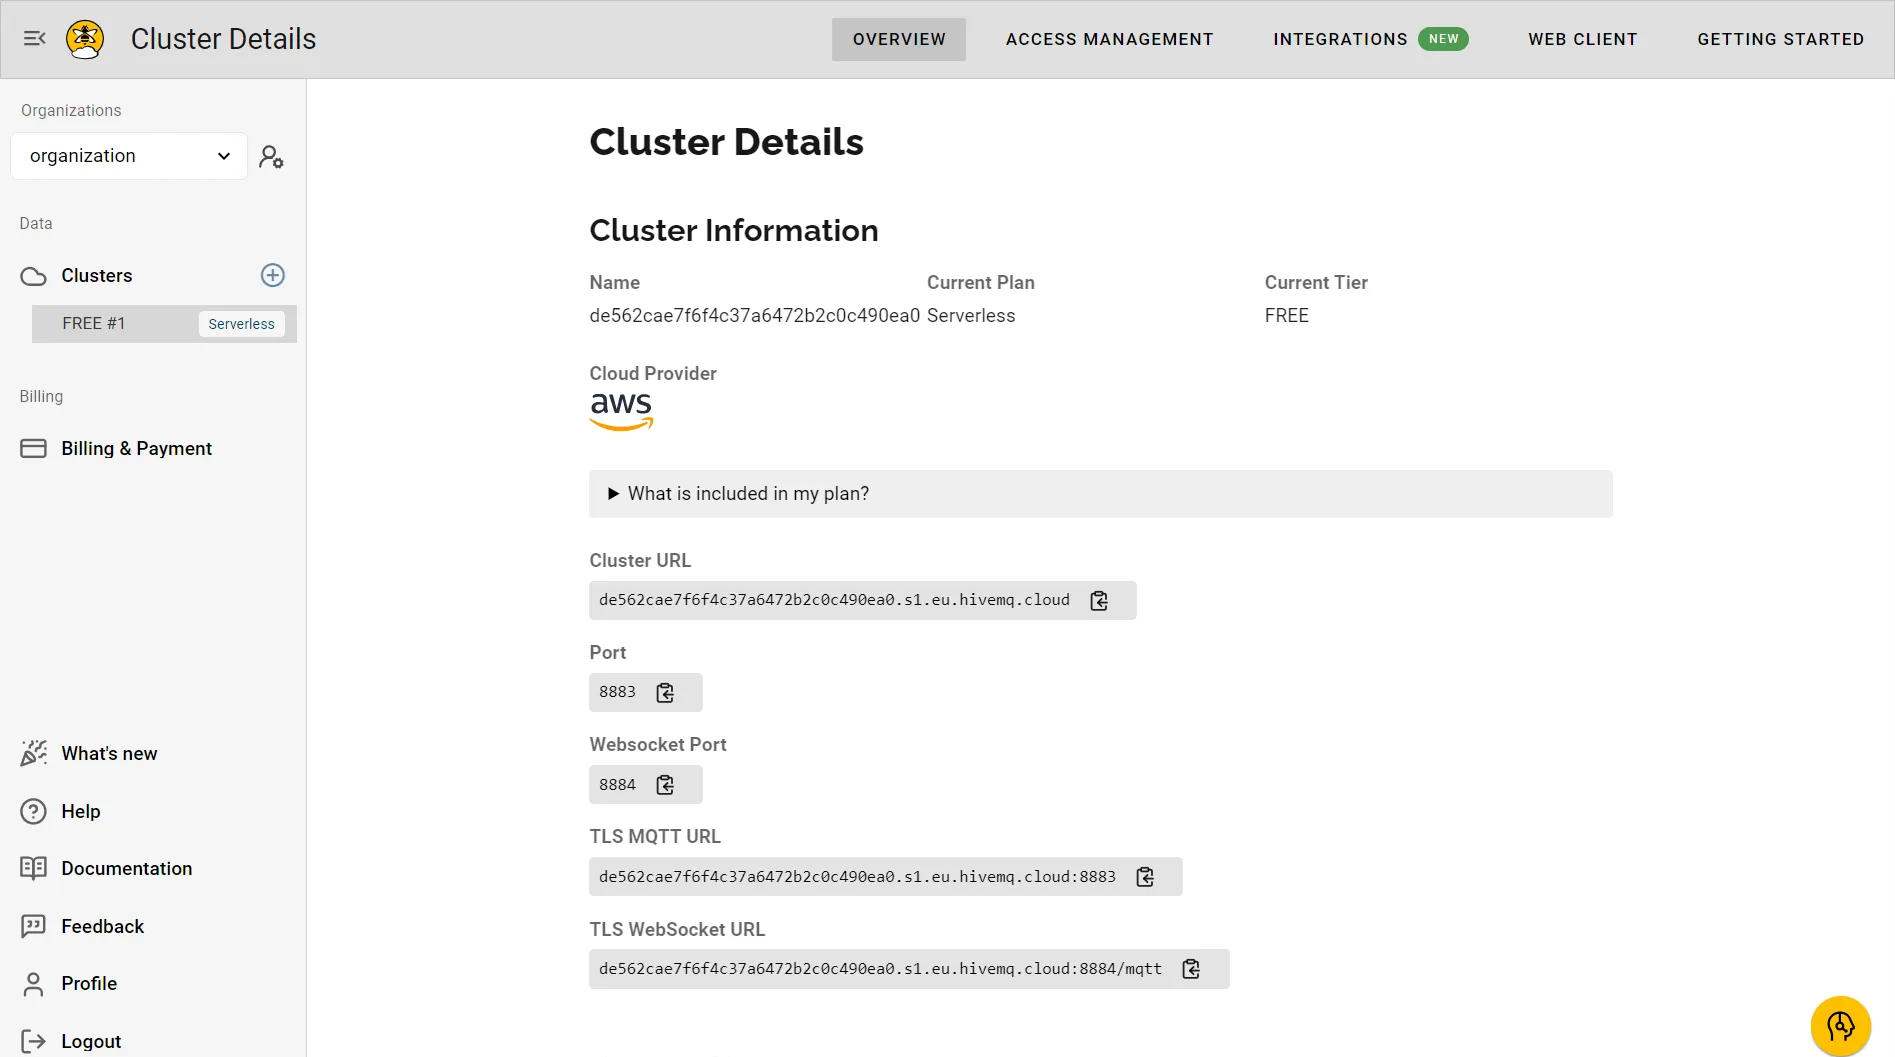 Cluster Details
OVERVIEW
ACCESS MANAGEMENT
INTEGRATIONS NEW
WEB CLIENT
GETTING STARTED
Organizations
organization
Data
Clusters
FREE #1 Serverless
Billing
Billing & Payment
What's new
Help
Documentation
Feedback
Profile
Logout
Cluster Details
Cluster Information
Name
de562cae7f6f4c37a6472b2c0c490ea0
Current Plan
Serverless
Current Tier
FREE
Cloud Provider
aws
What is included in my plan?
Cluster URL
de562cae7f6f4c37a6472b2c0c490ea0.s1.eu.hivemq.cloud
Port
8883
Websocket Port
8884
TLS MQTT URL
de562cae7f6f4c37a6472b2c0c490ea0.s1.eu.hivemq.cloud:8883
TLS WebSocket URL
de562cae7f6f4c37a6472b2c0c490ea0.s1.eu.hivemq.cloud:8884/mqtt